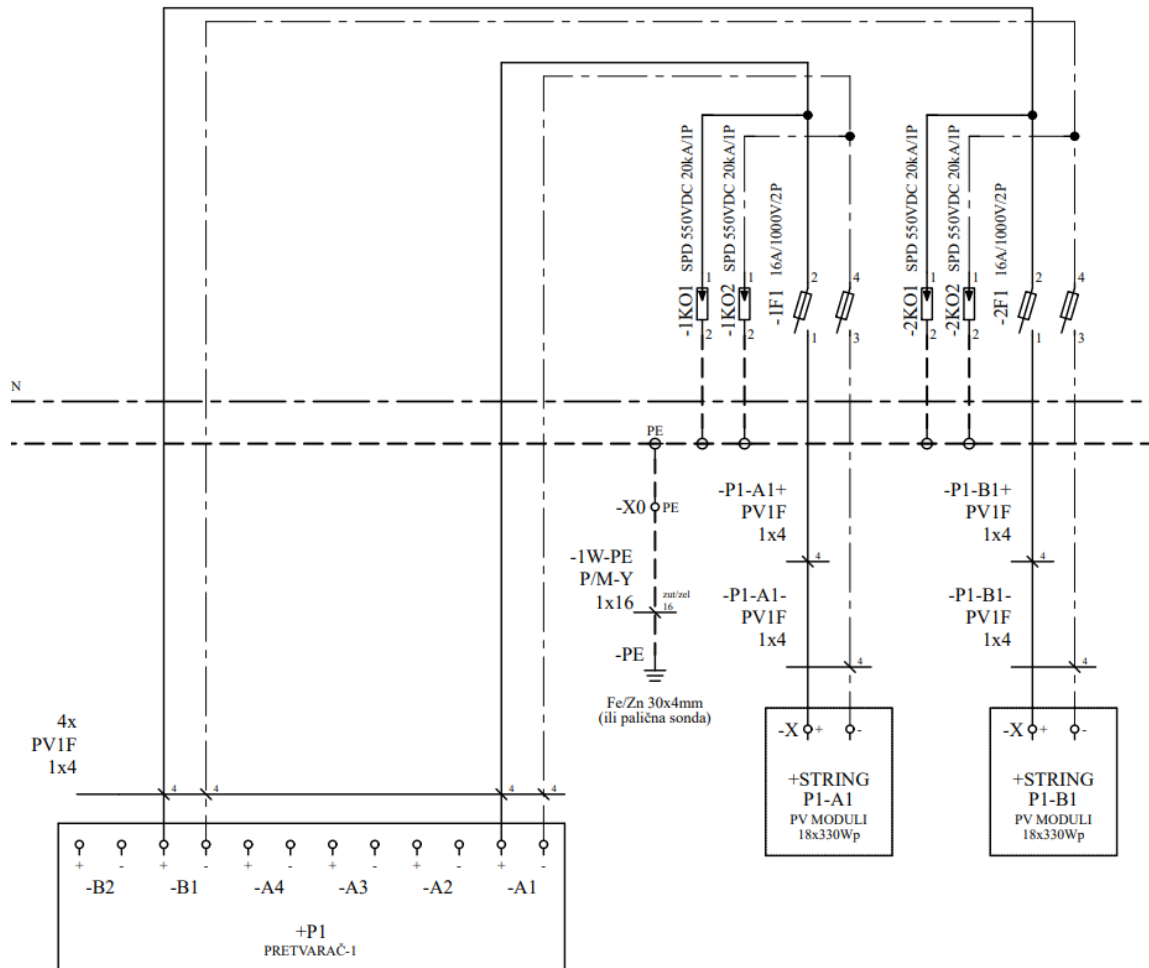 -1KO1
SPD 550VDC 20kA/1P
1
2
-1KO2
SPD 550VDC 20kA/1P
1
2
-1F1
16A/1000V/2P
2
1
4
3
-2KO1
SPD 550VDC 20kA/1P
1
2
-2KO2
SPD 550VDC 20kA/1P
1
2
-2F1
16A/1000V/2P
2
1
4
3
N
PE
-X0
PE
-1W-PE
P/M-Y
1x16
zut/zel
16
-PE
Fe/Zn 30x4mm
(ili palična sonda)
-P1-A1+
PV1F
1x4
4
-P1-A1-
PV1F
1x4
4
-P1-B1+
PV1F
1x4
4
-P1-B1-
PV1F
1x4
4
-X + -
+STRING
P1-A1
PV MODULI
18x330Wp
-X + -
+STRING
P1-B1
PV MODULI
18x330Wp
4x
PV1F
1x4
4 4 4 4
+ - + - + - + - + - + -
-B2 -B1 -A4 -A3 -A2 -A1
+P1
PRETVARAČ-1